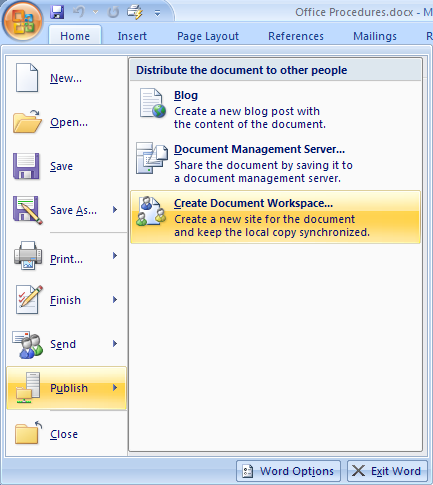 Office Procedures.docx - M
Home Insert Page Layout References Mailings R
New...
Open...
Save
Save As...
Print...
Finish
Send
Publish
Close
Distribute the document to other people
Blog
Create a new blog post with
the content of the document.
Document Management Server...
Share the document by saving it to
a document management server.
Create Document Workspace...
Create a new site for the document
and keep the local copy synchronized.
Word Options Exit Word